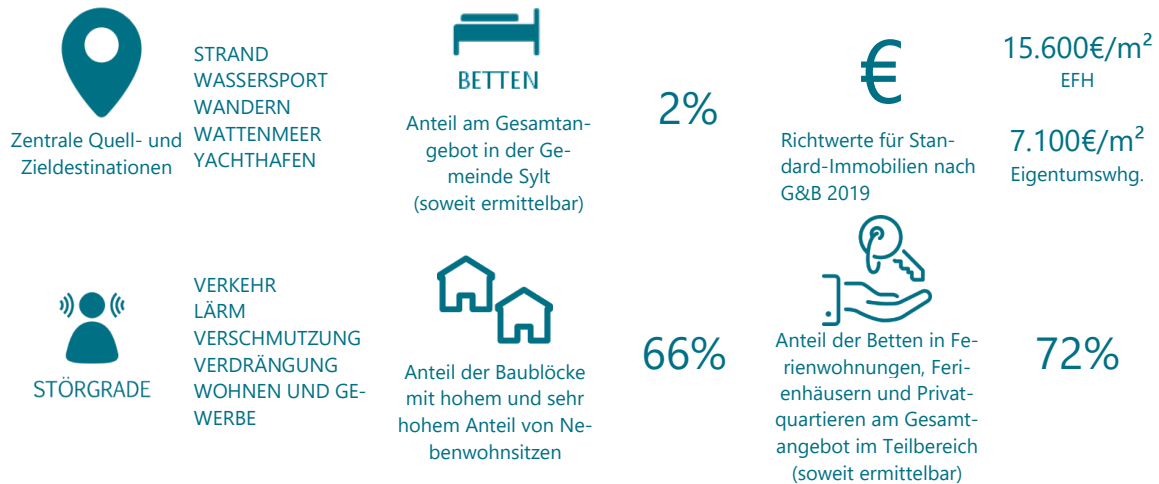 Zentrale Quell- und
Zieldestinationen
STRAND
WASSERSPORT
WANDERN
WATTENMEER
YACHTHAFEN
BETTEN
Anteil am Gesamtan-
gebot in der Ge-
meinde Sylt
(soweit ermittelbar)
2%
€
Richtwerte für Stan-
dard-Immobilien nach
G&B 2019
15.600€/m²
EFH
7.100€/m²
Eigentumswhg.
STÖRGRADE
VERKEHR
LÄRM
VERSCHMUTZUNG
VERDRÄNGUNG
WOHNEN UND GE-
WERBE
Anteil der Baublöcke
mit hohem und sehr
hohem Anteil von Ne-
benwohnsitzen
66%
Anteil der Betten in Fe-
rienwohnungen, Feri-
enhäusern und Privat-
quartieren am Gesamt-
angebot im Teilbereich
(soweit ermittelbar)
72%